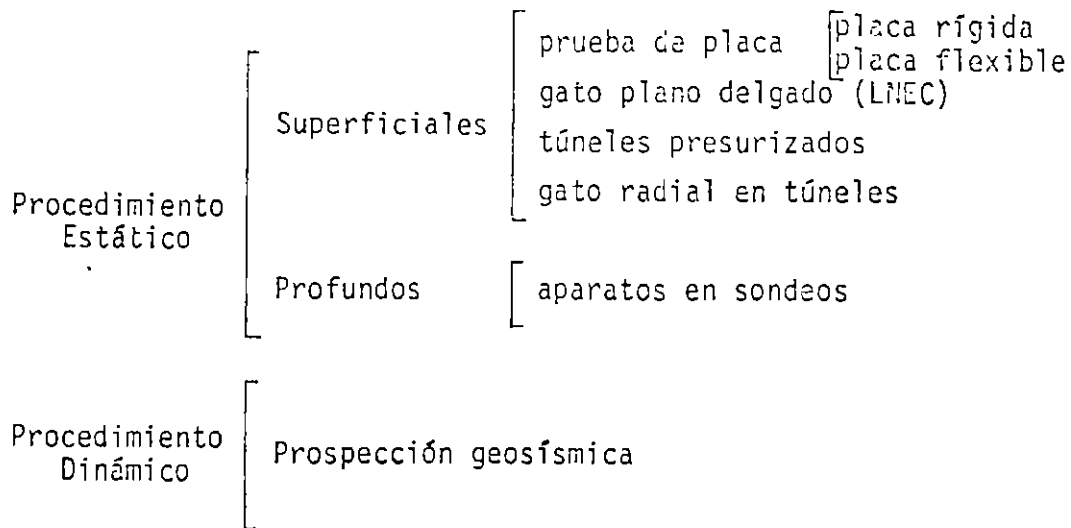 prueba de placa placa rígida
placa flexible
gato plano delgado (LNEC)
Superficiales
túneles presurizados
gato radial en túneles
Procedimiento
Estático
Profundos aparatos en sondeos
Procedimiento
Dinámico
Prospección geosísmica